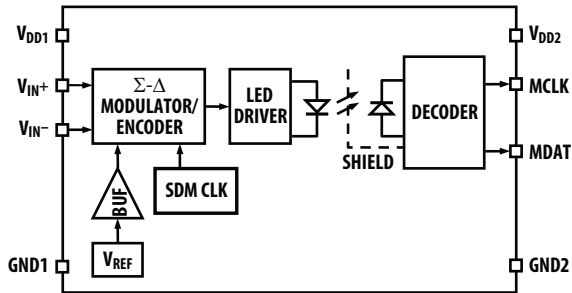 VDD1
VDD2
VIN+
Σ-Δ
MODULATOR/
ENCODER
LED
DRIVER
DECODER
MCLK
VIN–
SHIELD
MDAT
BUF
SDM CLK
VREF
GND1
GND2